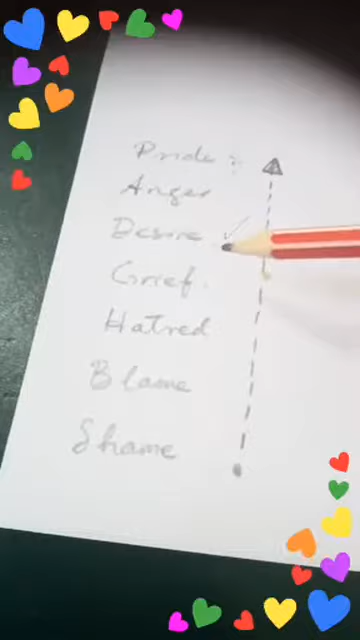 Pride :
Anger
Desire.
Grief.
Hatred
Blame
Shame